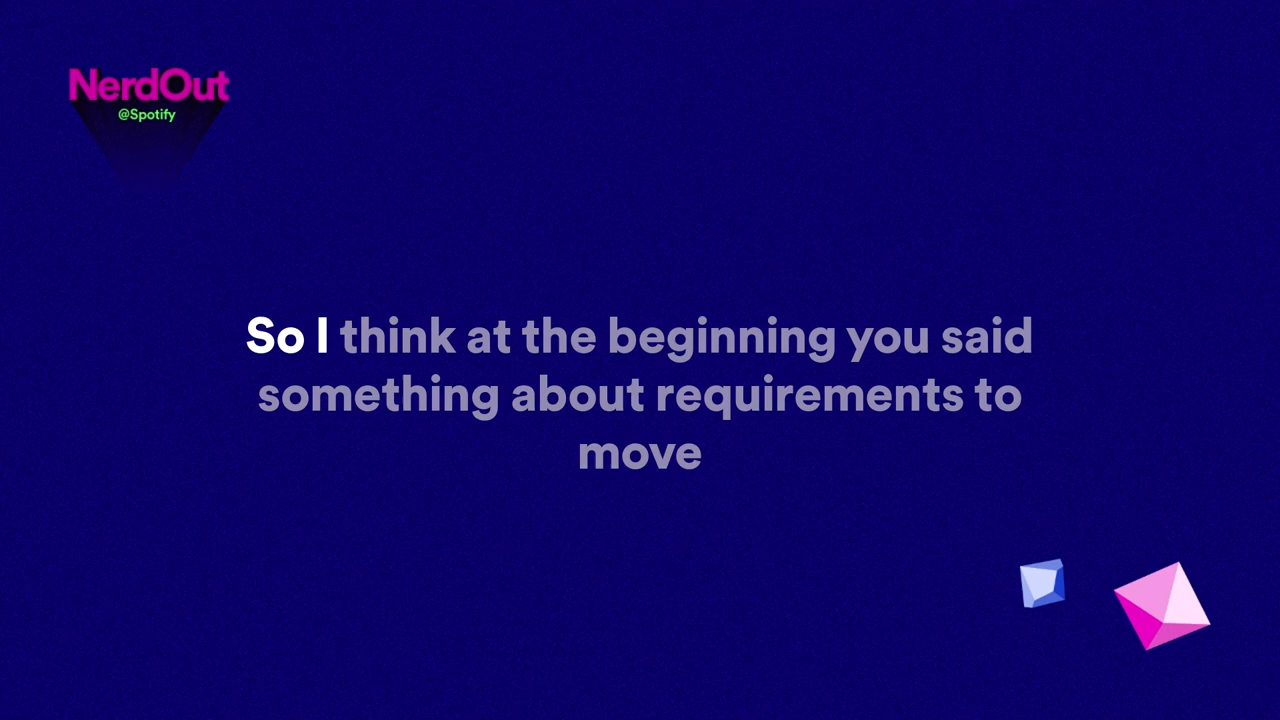 NerdOut
@Spotify
So I think at the beginning you said
something about requirements to
move